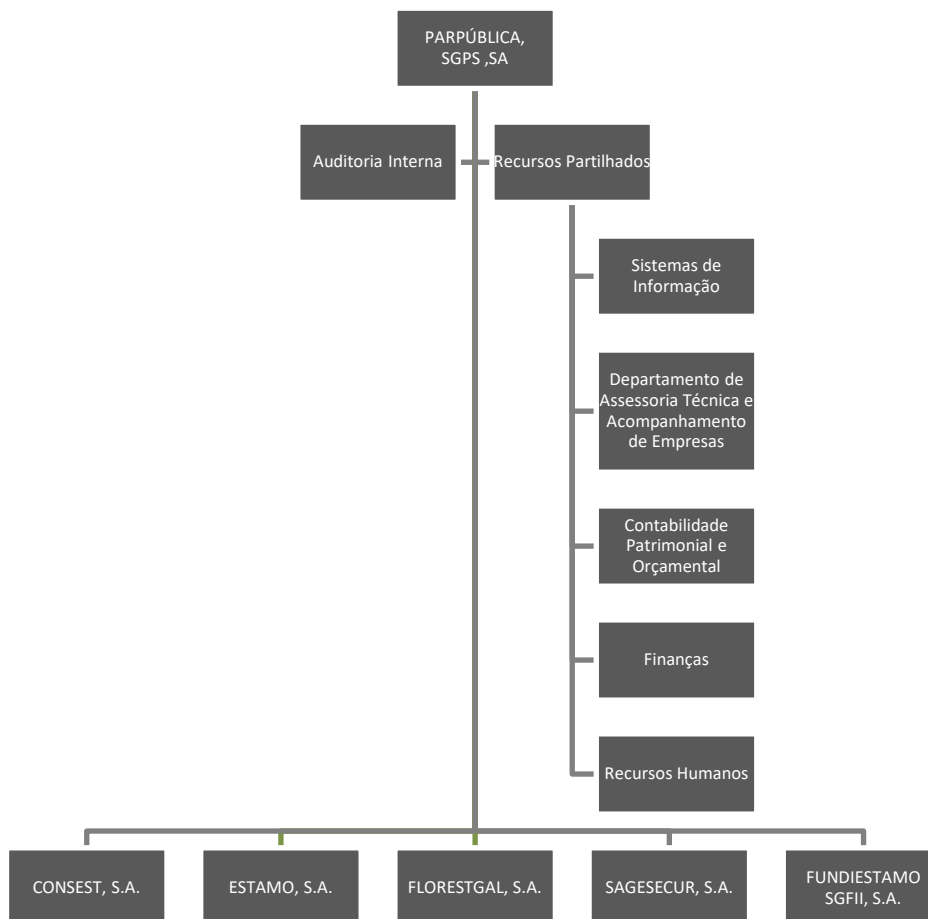 PARPÚBLICA,
SGPS ,SA
Auditoria Interna
Recursos Partilhados
Sistemas de
Informação
Departamento de
Assessoria Técnica e
Acompanhamento
de Empresas
Contabilidade
Patrimonial e
Orçamental
Finanças
Recursos Humanos
CONSEST, S.A.
ESTAMO, S.A.
FLORESTGAL, S.A.
SAGESECUR, S.A.
FUNDIESTAMO
SGFII, S.A.